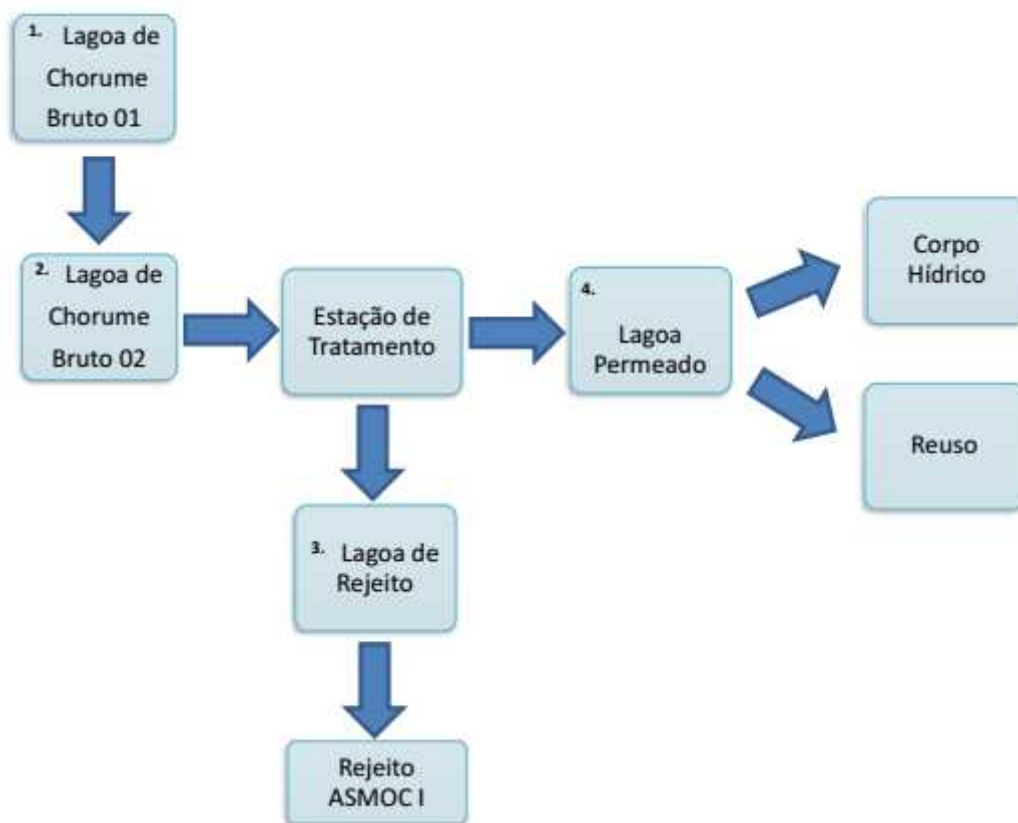 1. Lagoa de
Chorume
Bruto 01
2. Lagoa de
Chorume
Bruto 02
Estação de
Tratamento
4.
Lagoa
Permeado
Corpo
Hídrico
Reuso
3. Lagoa de
Rejeito
Rejeito
ASMOC I